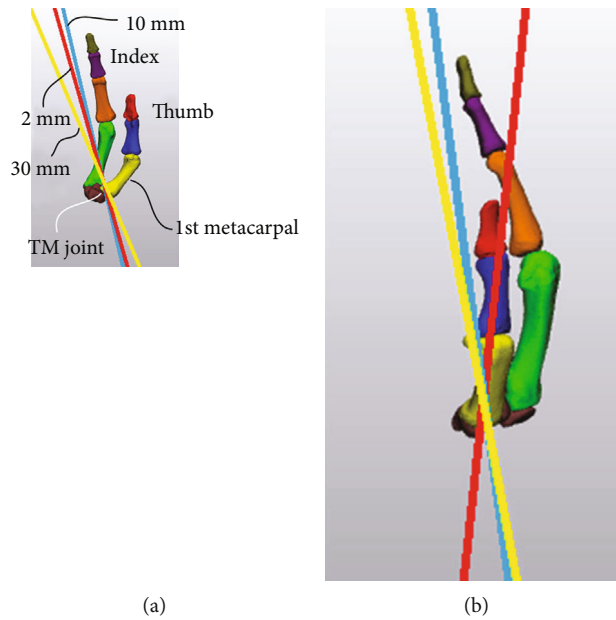 10 mm
Index
2 mm
Thumb
30 mm
1st metacarpal
TM joint
(a)
(b)